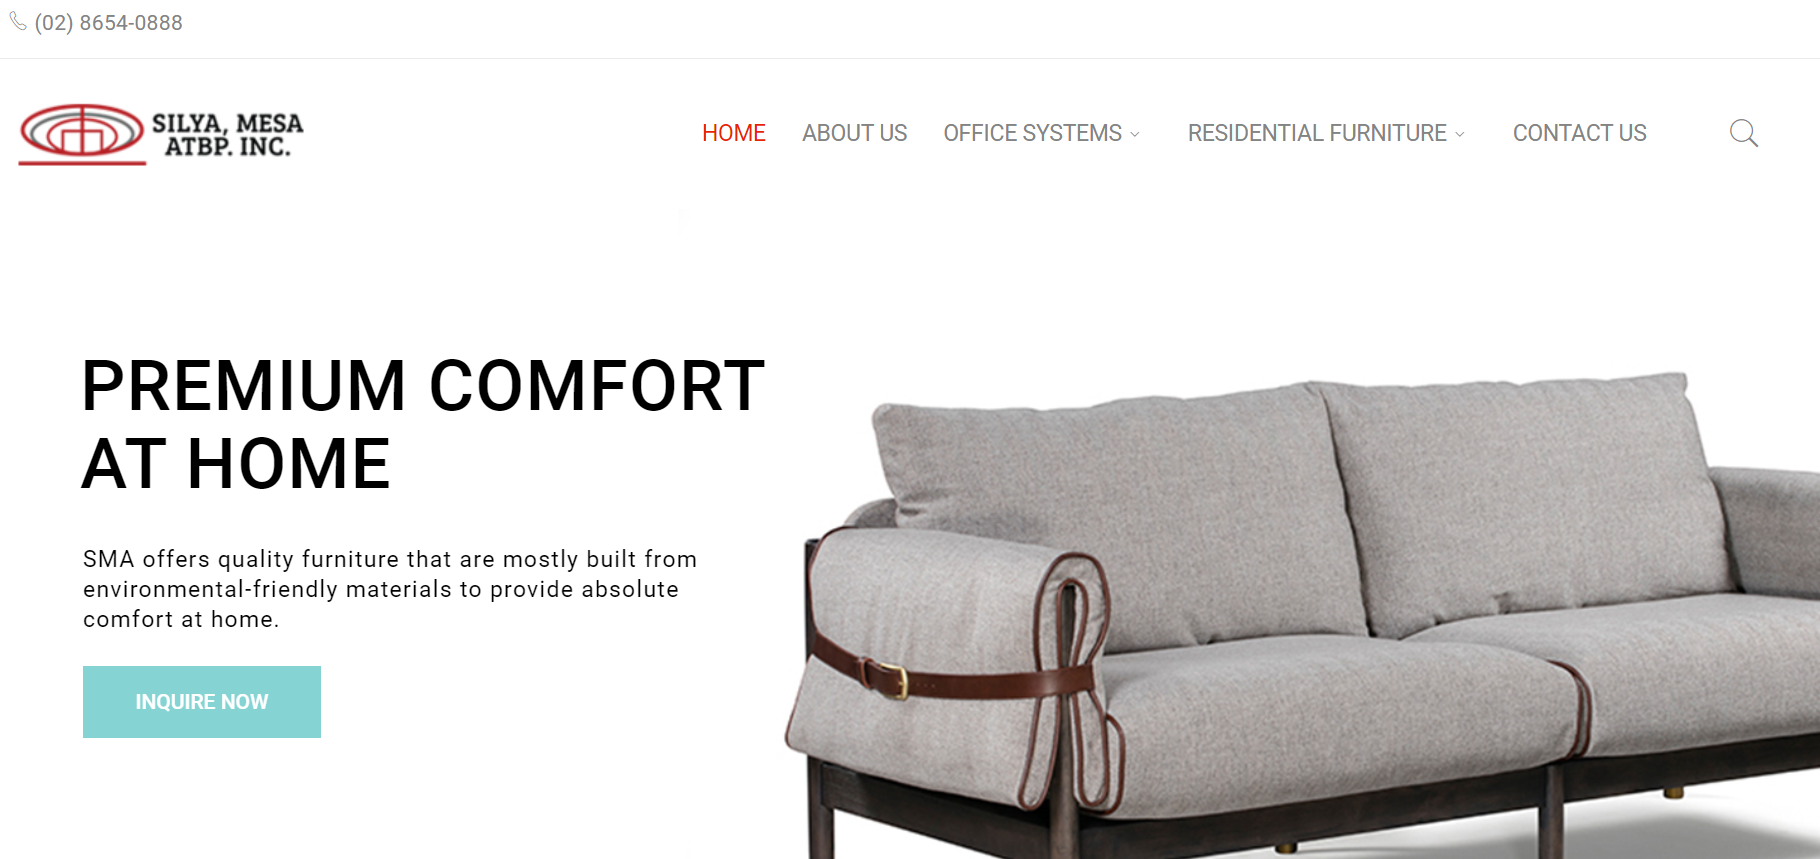 (02) 8654-0888
SILYA, MESA
ATBP. INC.
HOME ABOUT US OFFICE SYSTEMS RESIDENTIAL FURNITURE CONTACT US
PREMIUM COMFORT
AT HOME
SMA offers quality furniture that are mostly built from
environmental-friendly materials to provide absolute
comfort at home.
INQUIRE NOW